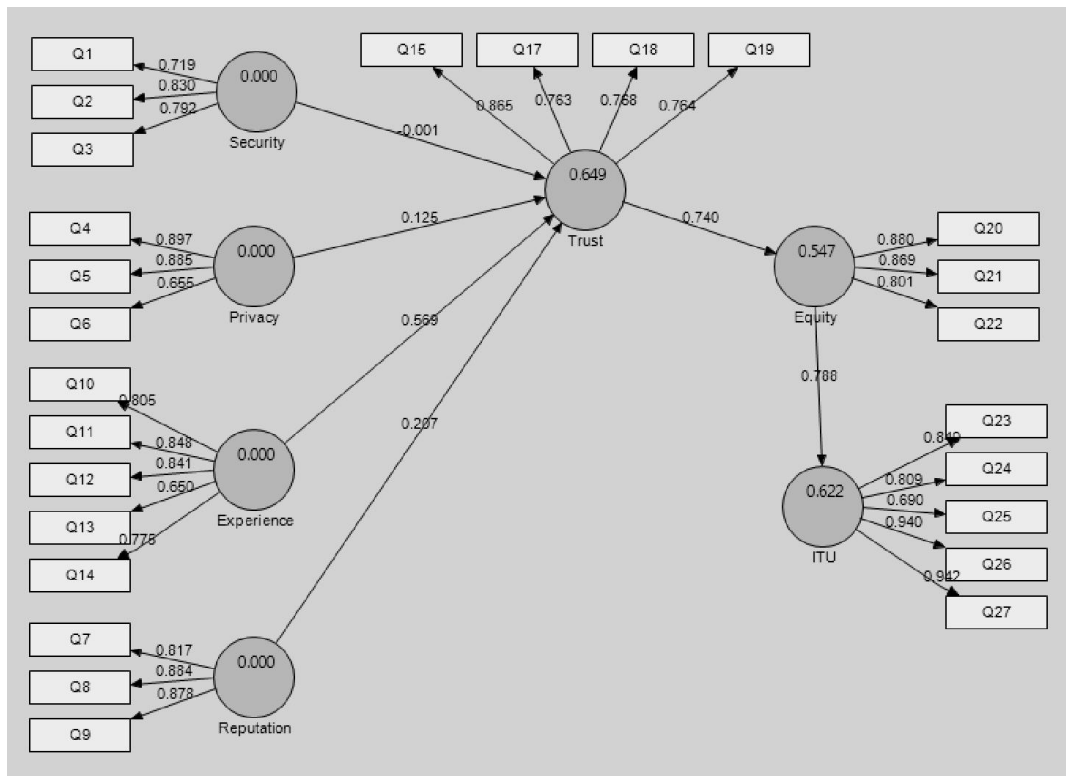 Q1
0.719
Q2
0.830
Q3
0.792
0.000
Security
Q15
Q17
Q18
Q19
0.865
0.763
0.768
0.764
-0.001
0.649
Trust
Q4
0.897
Q5
0.885
Q6
0.655
0.000
Privacy
0.125
0.740
0.547
Equity
Q20
0.880
Q21
0.869
Q22
0.801
0.569
0.788
Q10
0.805
Q11
0.848
Q12
0.841
Q13
0.650
Q14
0.775
0.000
Experience
0.207
0.622
ITU
Q23
0.849
Q24
0.809
Q25
0.690
Q26
0.940
Q27
0.942
Q7
0.817
Q8
0.884
Q9
0.878
0.000
Reputation